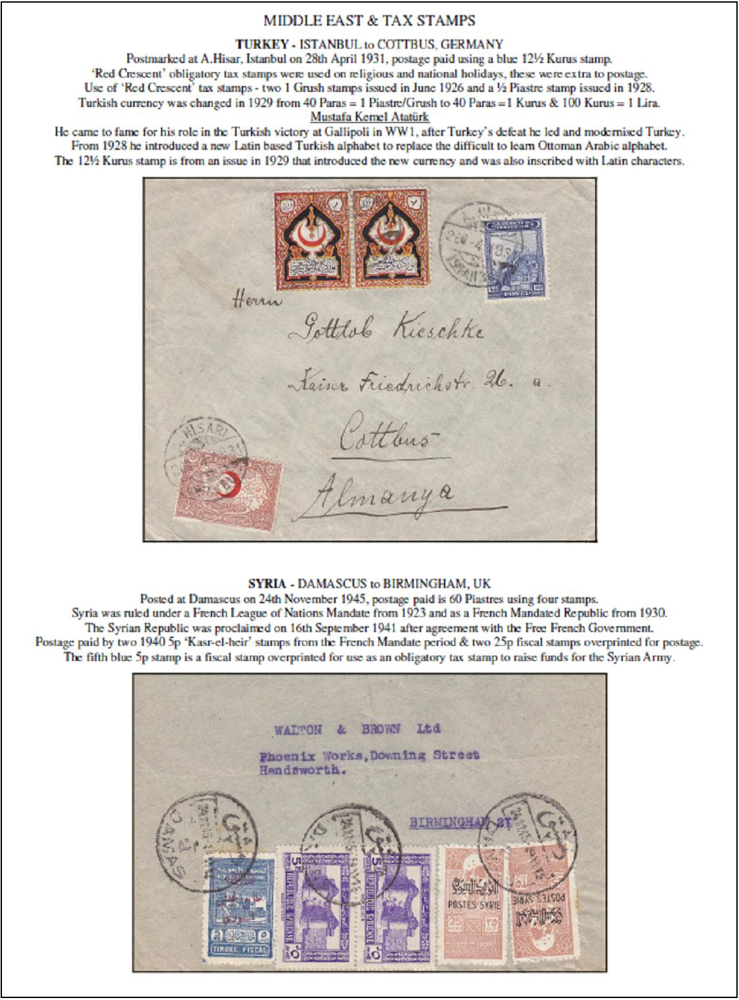 MIDDLE EAST & TAX STAMPS
TURKEY - ISTANBUL to COTTBUS, GERMANY
Postmarked at A.Hisar, Istanbul on 28th April 1931, postage paid using a blue 12½ Kurus stamp.
‘Red Crescent’ obligatory tax stamps were used on religious and national holidays, these were extra to postage.
Use of ‘Red Crescent’ tax stamps - two 1 Grush stamps issued in June 1926 and a ½ Piastre stamp issued in 1928.
Turkish currency was changed in 1929 from 40 Paras = 1 Piastre/Grush to 40 Paras =1 Kurus & 100 Kurus = 1 Lira.
Mustafa Kemel Atatürk
He came to fame for his role in the Turkish victory at Gallipoli in WW1, after Turkey’s defeat he led and modernised Turkey.
From 1928 he introduced a new Latin based Turkish alphabet to replace the difficult to learn Ottoman Arabic alphabet.
The 12½ Kurus stamp is from an issue in 1929 that introduced the new currency and was also inscribed with Latin characters.
POSTA
Herrn
Gottlob Kieschke
Kaiser Friedrichstr. 26. a.
Cottbus
HISARI
Almanya
SYRIA - DAMASCUS to BIRMINGHAM, UK
Posted at Damascus on 24th November 1945, postage paid is 60 Piastres using four stamps.
Syria was ruled under a French League of Nations Mandate from 1923 and as a French Mandated Republic from 1930.
The Syrian Republic was proclaimed on 16th September 1941 after agreement with the Free French Government.
Postage paid by two 1940 5p ‘Kasr-el-heir’ stamps from the French Mandate period & two 25p fiscal stamps overprinted for postage.
The fifth blue 5p stamp is a fiscal stamp overprinted for use as an obligatory tax stamp to raise funds for the Syrian Army.
WALTON & BROWN Ltd
Phoenix Works,Downing Street
Handsworth.
BIRMINGHAM 21
DAMAS
5P
5P
REPUBLIQUE SYRIENNE
REPUBLIQUE SYRIENNE
POSTES SYRIE
POSTES SYRIE
TIMBRE FISCAL